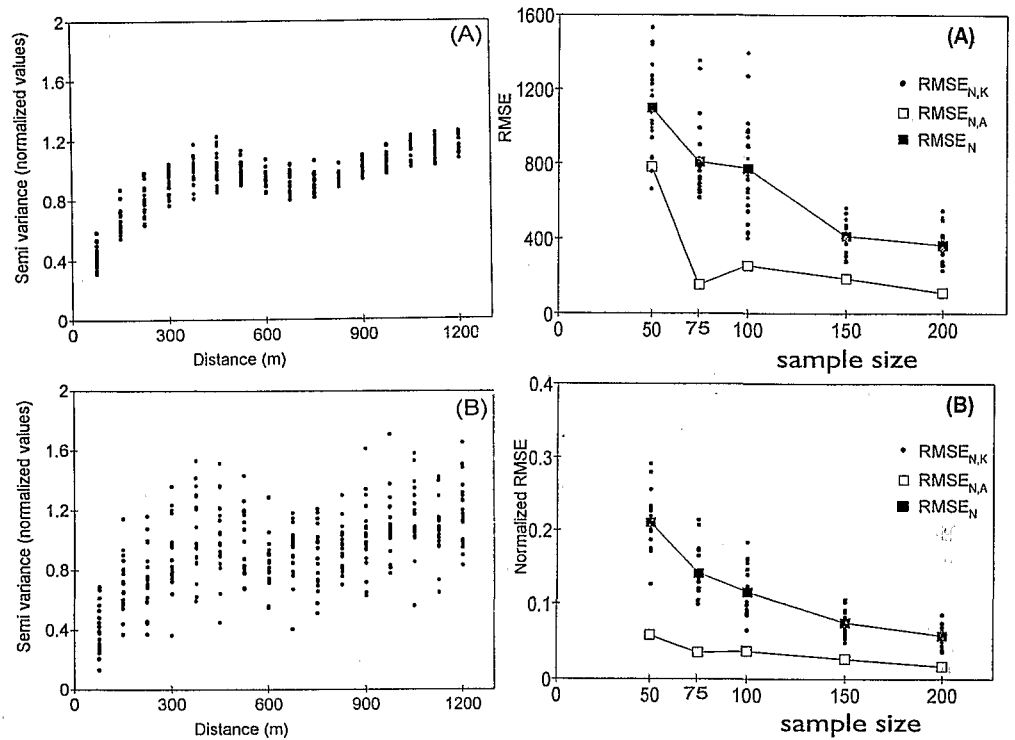 (A)
Semi variance (normalized values)
2
1.6
1.2
0.8
0.4
0
0 300 600 900 1200
Distance (m)
(A)
RMSE
1600
1200
800
400
0
RMSE_N,K
RMSE_N,A
RMSE_N
0 50 75 100 150 200
sample size
(B)
Semi variance (normalized values)
2
1.6
1.2
0.8
0.4
0
0 300 600 900 1200
Distance (m)
(B)
Normalized RMSE
0.4
0.3
0.2
0.1
0
RMSE_N,K
RMSE_N,A
RMSE_N
0 50 75 100 150 200
sample size